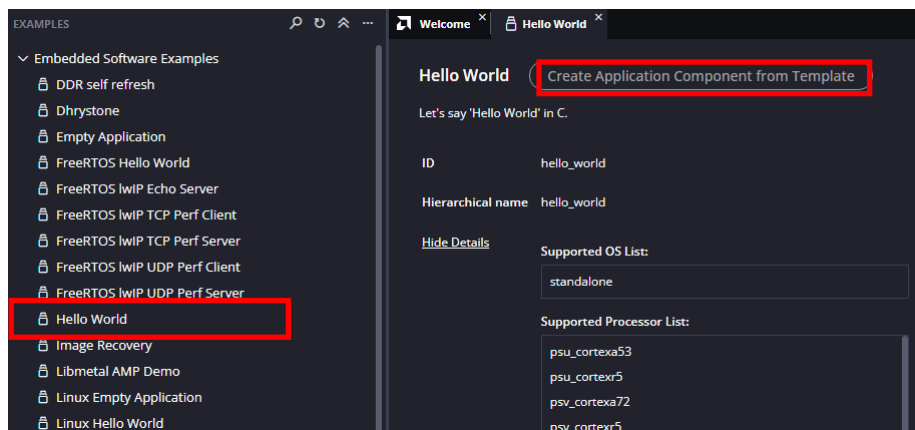 EXAMPLES
Embedded Software Examples
DDR self refresh
Dhrystone
Empty Application
FreeRTOS Hello World
FreeRTOS lwIP Echo Server
FreeRTOS lwIP TCP Perf Client
FreeRTOS lwIP TCP Perf Server
FreeRTOS lwIP UDP Perf Client
FreeRTOS lwIP UDP Perf Server
Hello World
Image Recovery
Libmetal AMP Demo
Linux Empty Application
Linux Hello World
Welcome
Hello World
Hello World
Create Application Component from Template
Let's say 'Hello World' in C.
ID hello_world
Hierarchical name hello_world
Hide Details
Supported OS List:
standalone
Supported Processor List:
psu_cortexa53
psu_cortexr5
psv_cortexa72
psv_cortexr5